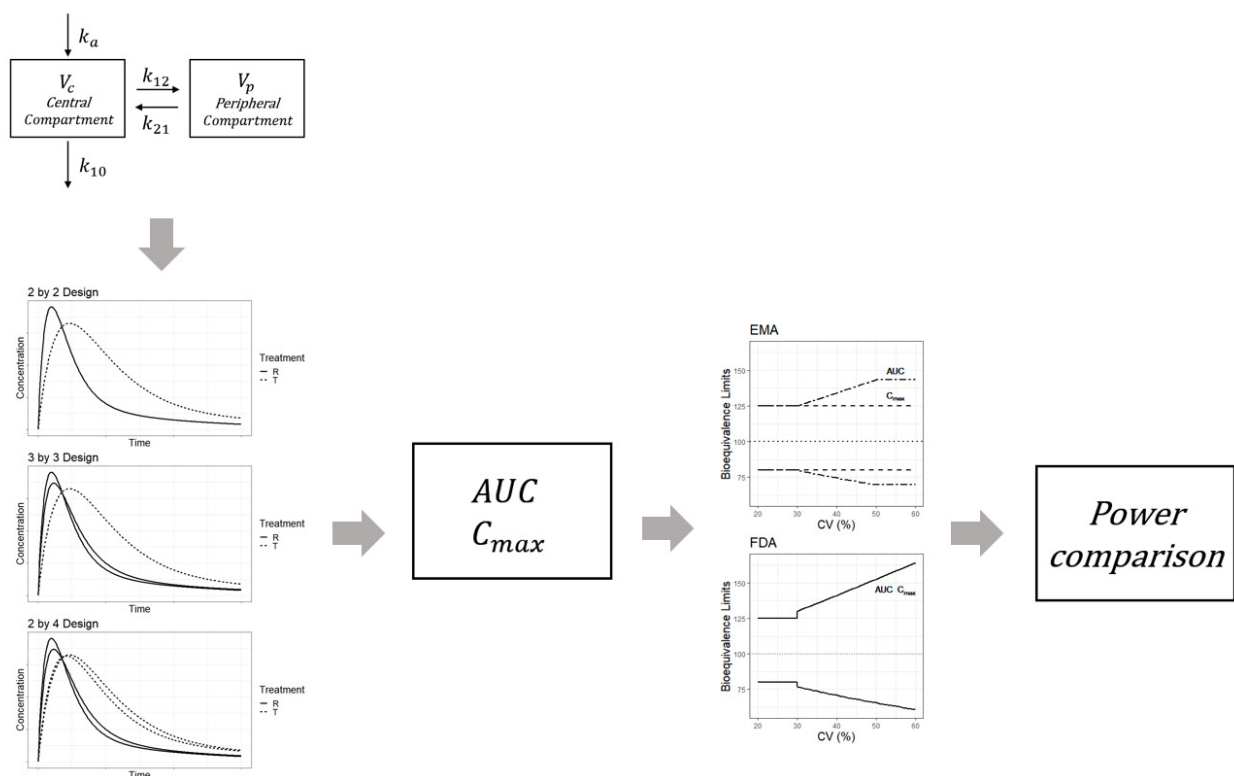 k_a
V_c
Central
Compartment
k_12
k_21
V_p
Peripheral
Compartment
k_10
2 by 2 Design
Concentration
Time
Treatment
R
T
3 by 3 Design
Concentration
Time
Treatment
R
T
2 by 4 Design
Concentration
Time
Treatment
R
T
AUC
C_max
EMA
Bioequivalence Limits
150
125
100
75
AUC
C_max
20 30 40 50 60
CV (%)
FDA
Bioequivalence Limits
150
125
100
75
AUC C_max
20 30 40 50 60
CV (%)
Power
comparison